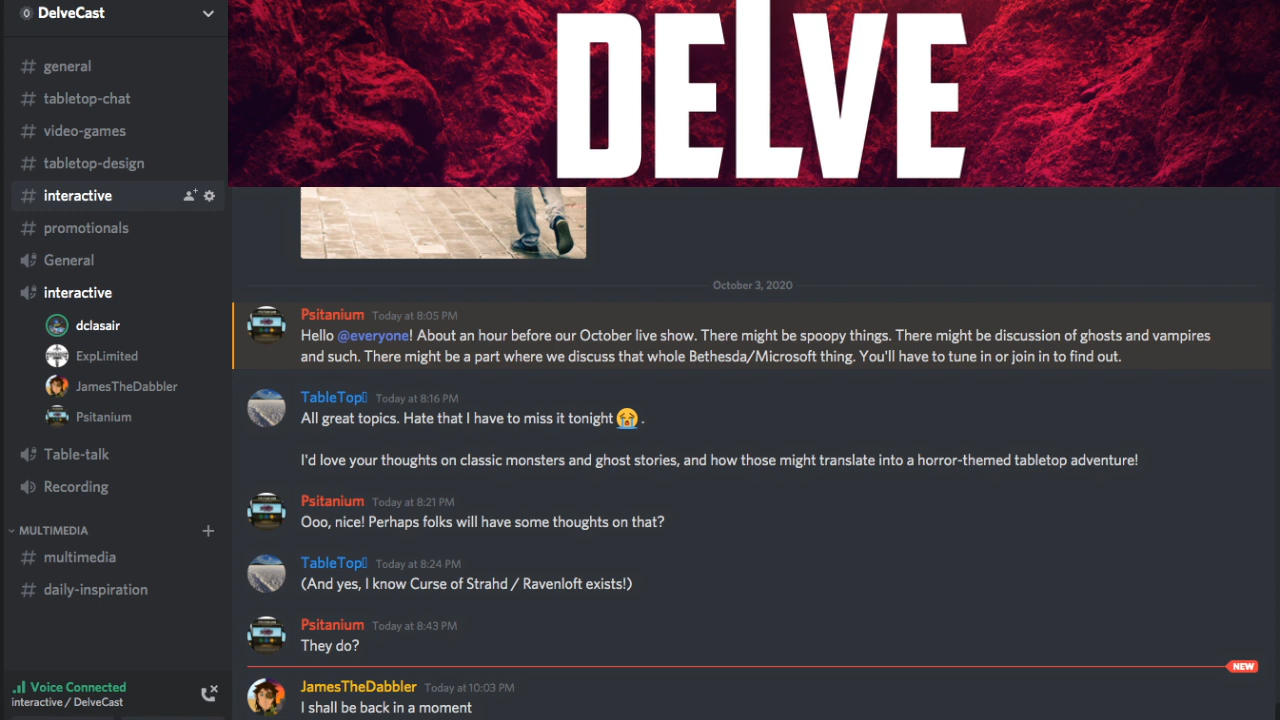 DelveCast
DELVE
general
tabletop-chat
video-games
tabletop-design
interactive
promotionals
General
interactive
dclasair
ExpLimited
JamesTheDabbler
Psitanium
Table-talk
Recording
MULTIMEDIA
multimedia
daily-inspiration
Voice Connected
interactive / DelveCast
October 3, 2020
Psitanium Today at 8:05 PM
Hello @everyone! About an hour before our October live show. There might be spoopy things. There might be discussion of ghosts and vampires
and such. There might be a part where we discuss that whole Bethesda/Microsoft thing. You'll have to tune in or join in to find out.
TableTop Today at 8:16 PM
All great topics. Hate that I have to miss it tonight 😭 .
I'd love your thoughts on classic monsters and ghost stories, and how those might translate into a horror-themed tabletop adventure!
Psitanium Today at 8:21 PM
Ooo, nice! Perhaps folks will have some thoughts on that?
TableTop Today at 8:24 PM
(And yes, I know Curse of Strahd / Ravenloft exists!)
Psitanium Today at 8:43 PM
They do?
NEW
JamesTheDabbler Today at 10:03 PM
I shall be back in a moment